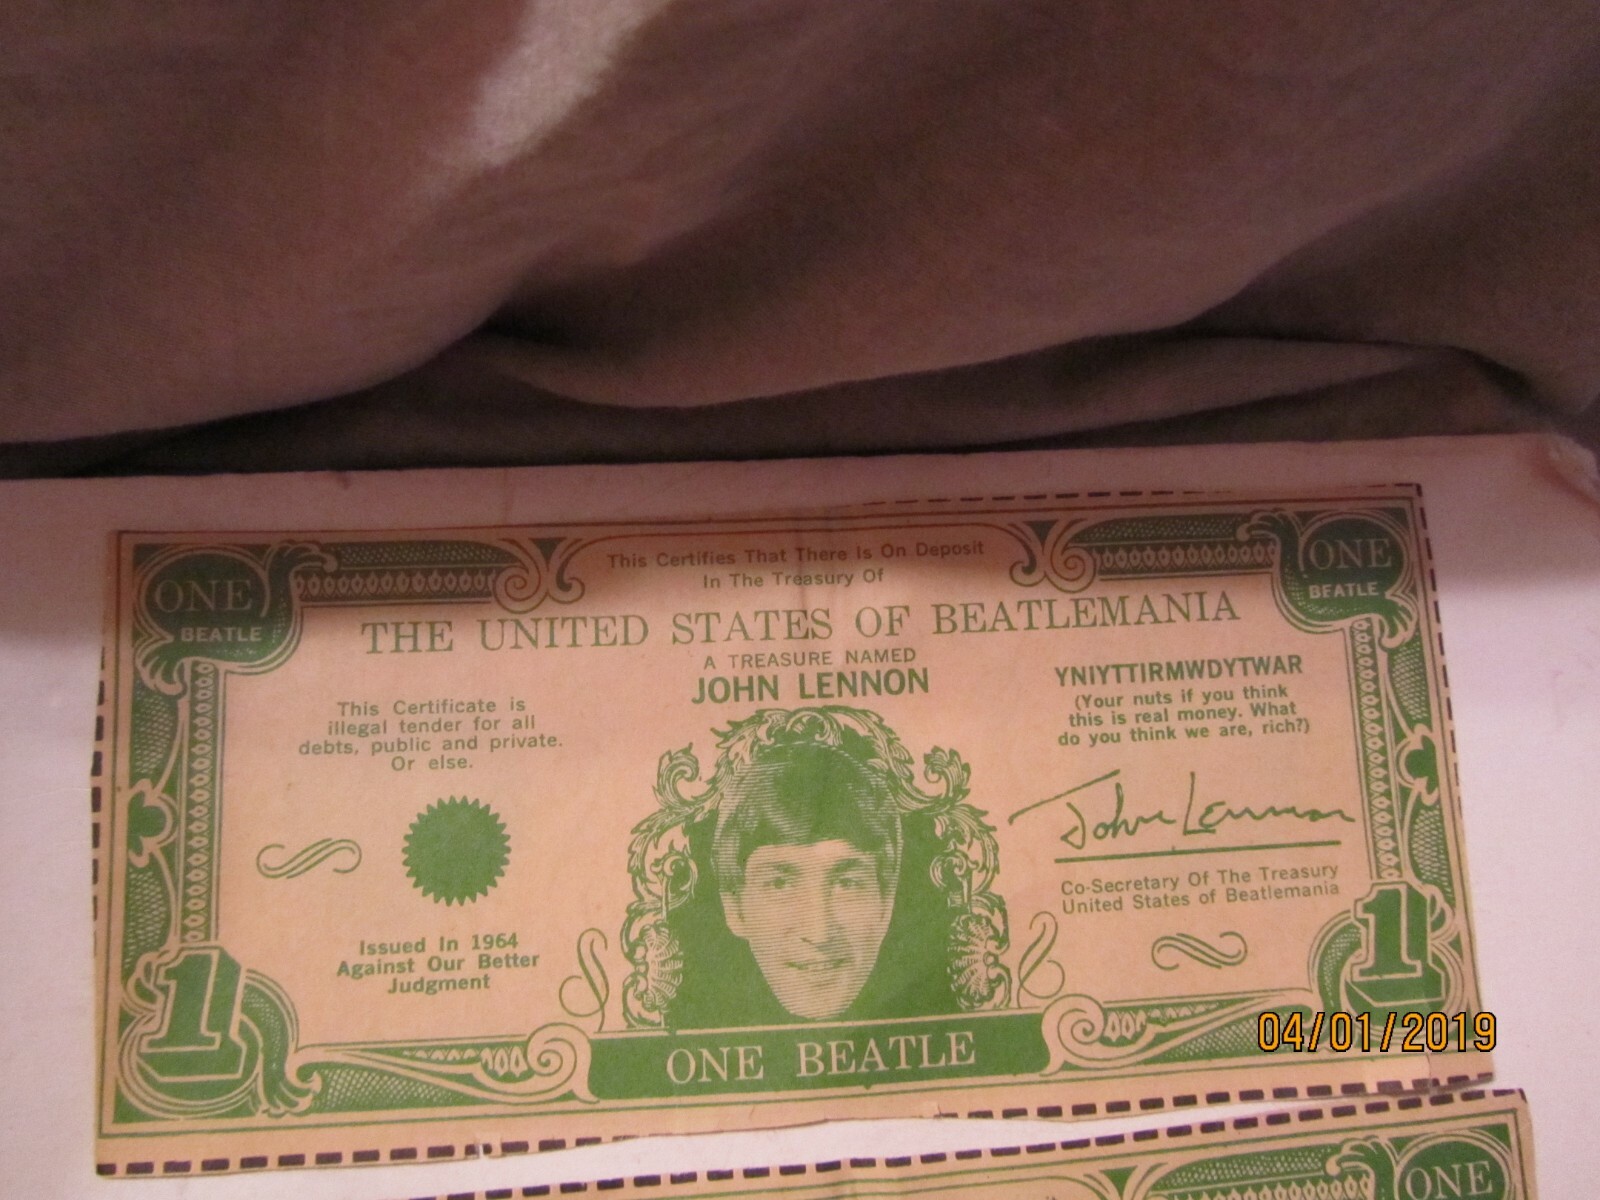 This Certifies That There Is On Deposit
In The Treasury Of
ONE
BEATLE
ONE
BEATLE
THE UNITED STATES OF BEATLEMANIA
A TREASURE NAMED
JOHN LENNON
This Certificate is
illegal tender for all
debts, public and private.
Or else.
YNIYTTIRMWDYTWAR
(Your nuts if you think
this is real money. What
do you think we are, rich?)
John Lennon
Co-Secretary Of The Treasury
United States of Beatlemania
Issued In 1964
Against Our Better
Judgment
1
1
ONE BEATLE
04/01/2019
ONE